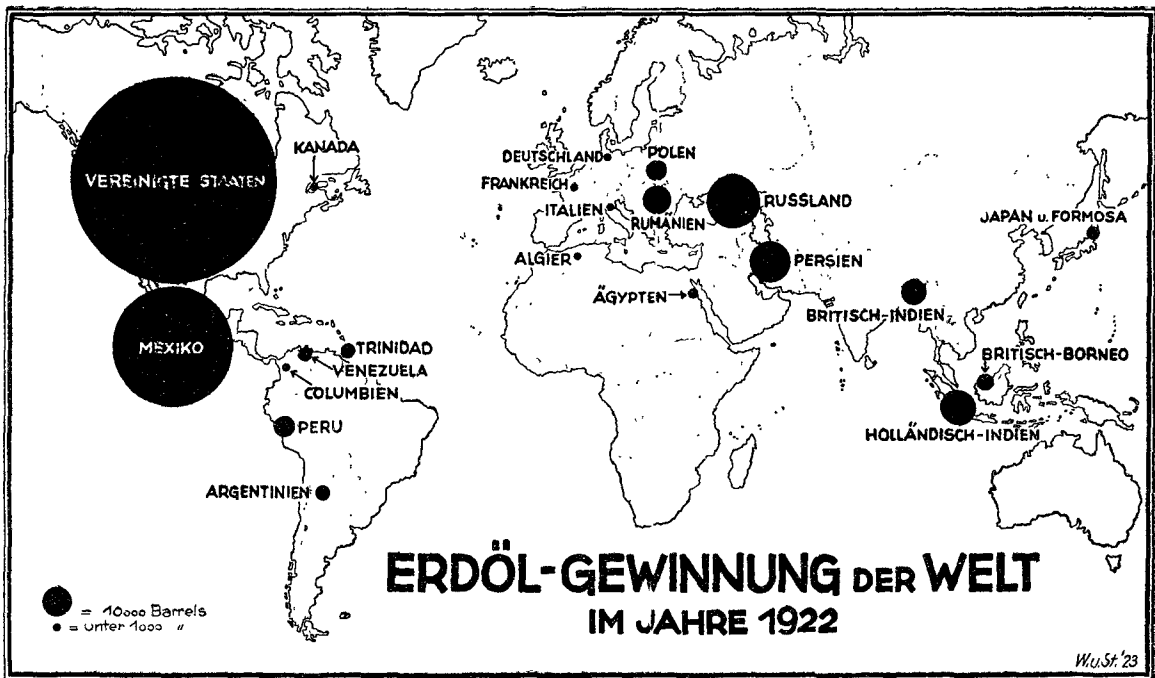 KANADA
VEREINIGTE STAATEN
MEXIKO
TRINIDAD
VENEZUELA
COLUMBIEN
PERU
ARGENTINIEN
DEUTSCHLAND
POLEN
FRANKREICH
ITALIEN
RUMÄNIEN
RUSSLAND
ALGIER
PERSIEN
ÄGYPTEN
JAPAN u. FORMOSA
BRITISCH-INDIEN
BRITISCH-BORNEO
HOLLÄNDISCH-INDIEN
ERDÖL-GEWINNUNG DER WELT
IM JAHRE 1922
= 10000 Barrels
= unter 1000 "
W.u.St.'23